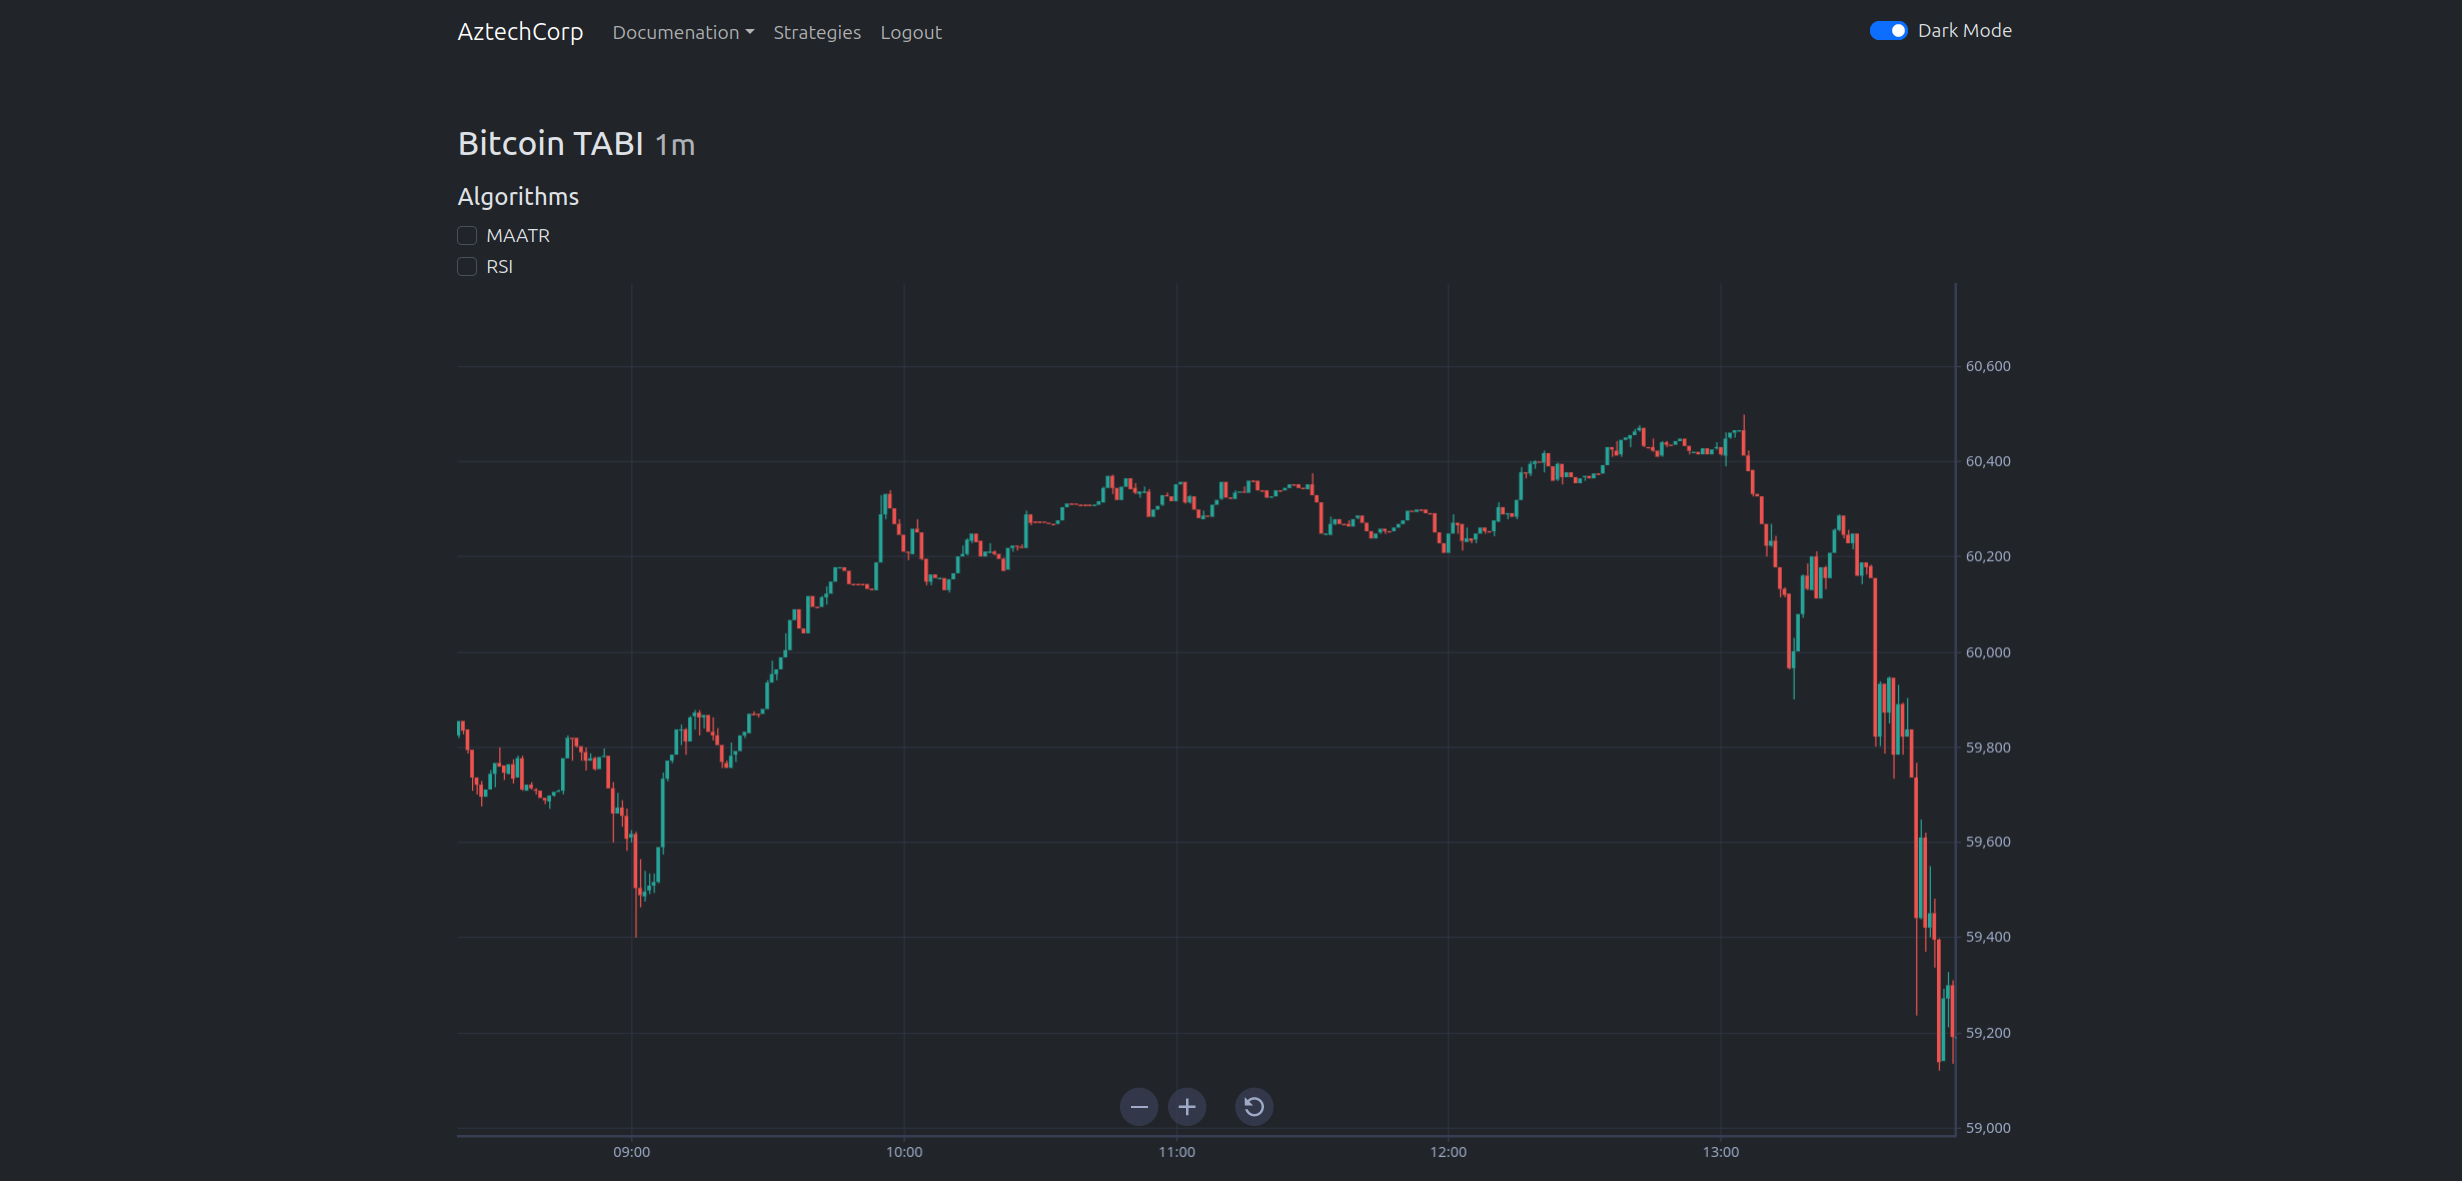 AztechCorp Documenation Strategies Logout Dark Mode
Bitcoin TABI 1m
Algorithms
MAATR
RSI
60,600
60,400
60,200
60,000
59,800
59,600
59,400
59,200
59,000
09:00 10:00 11:00 12:00 13:00